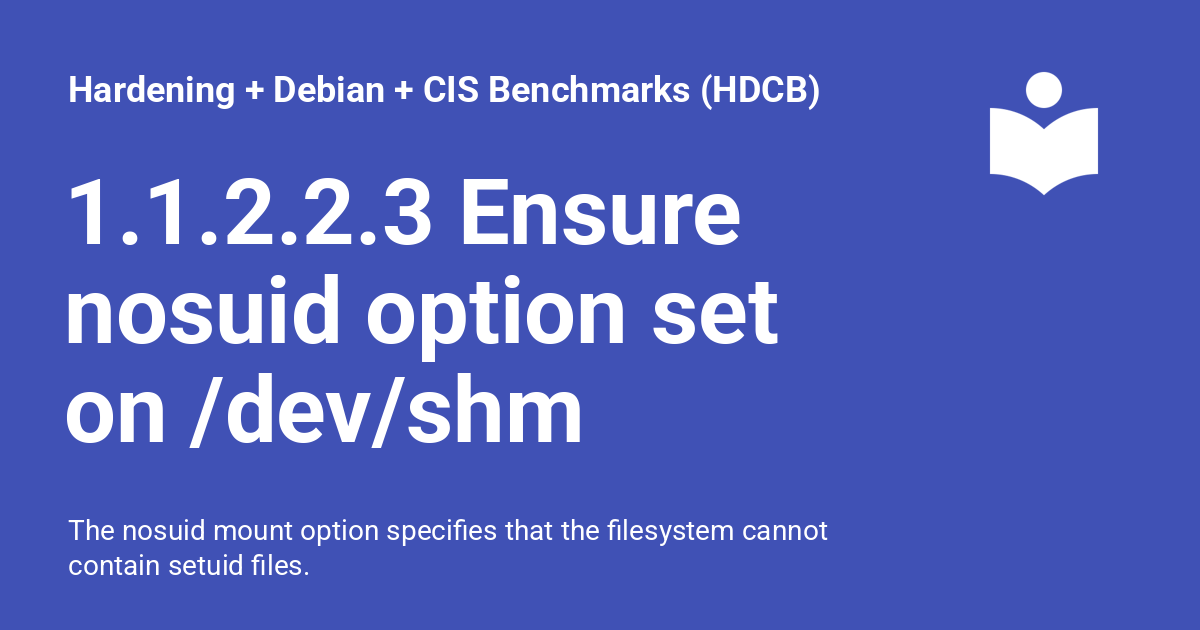 Hardening + Debian + CIS Benchmarks (HDCB)
1.1.2.2.3 Ensure
nosuid option set
on /dev/shm
The nosuid mount option specifies that the filesystem cannot
contain setuid files.